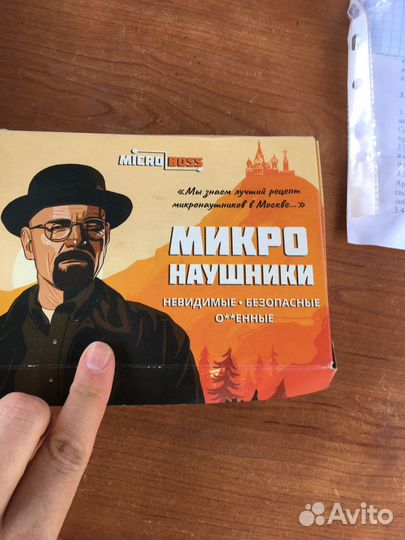 MICRO BOSS
«Мы знаем лучший рецепт
микронаушников в Москве...»
МИКРО
НАУШНИКИ
НЕВИДИМЫЕ • БЕЗОПАСНЫЕ
О**ЕННЫЕ
Avito